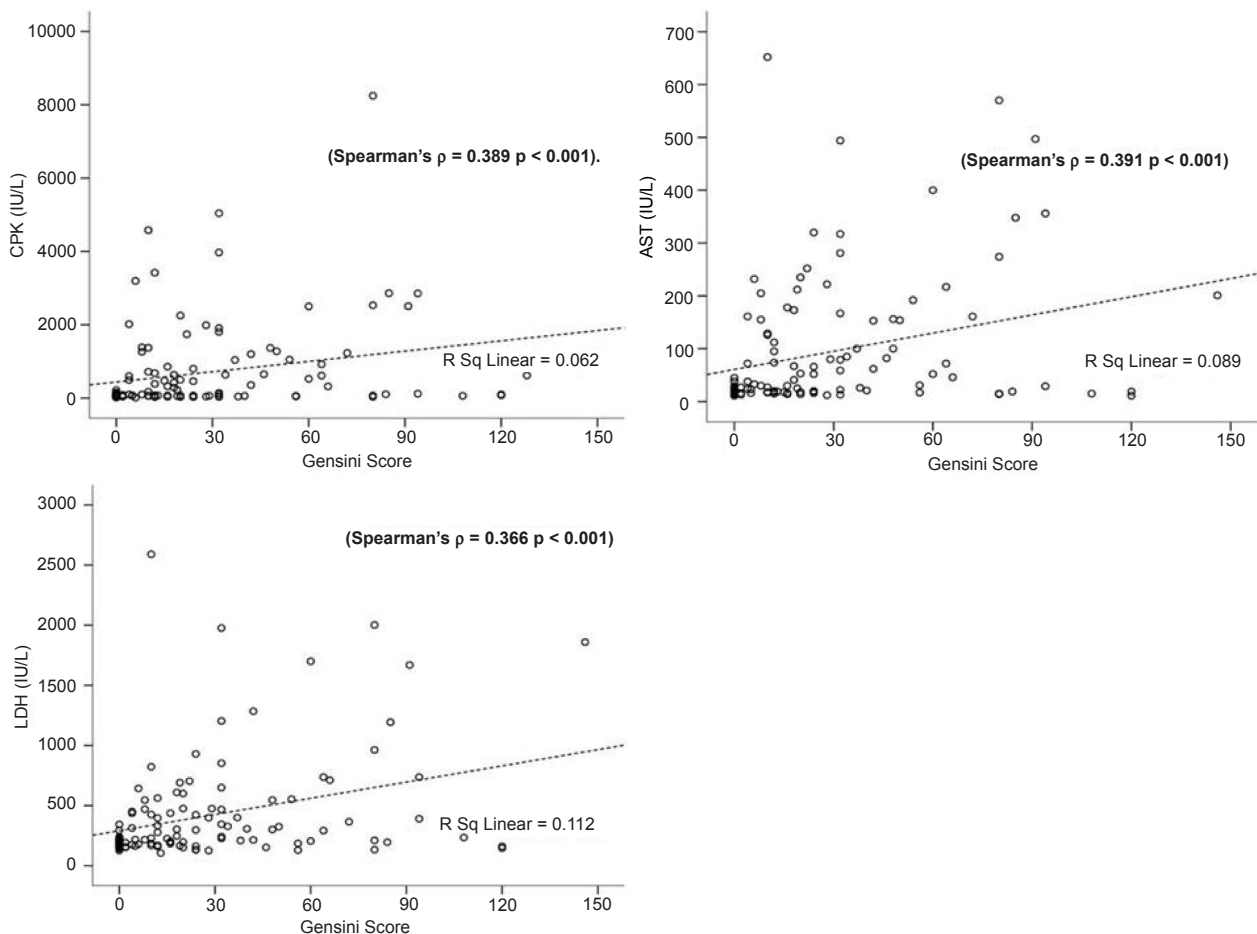 10000
8000
6000
4000
2000
0
CPK (IU/L)
(Spearman’s ρ = 0.389 p < 0.001).
R Sq Linear = 0.062
0 30 60 90 120 150
Gensini Score
700
600
500
400
300
200
100
0
AST (IU/L)
(Spearman’s ρ = 0.391 p < 0.001)
R Sq Linear = 0.089
0 30 60 90 120 150
Gensini Score
3000
2500
2000
1500
1000
500
0
LDH (IU/L)
(Spearman’s ρ = 0.366 p < 0.001)
R Sq Linear = 0.112
0 30 60 90 120 150
Gensini Score